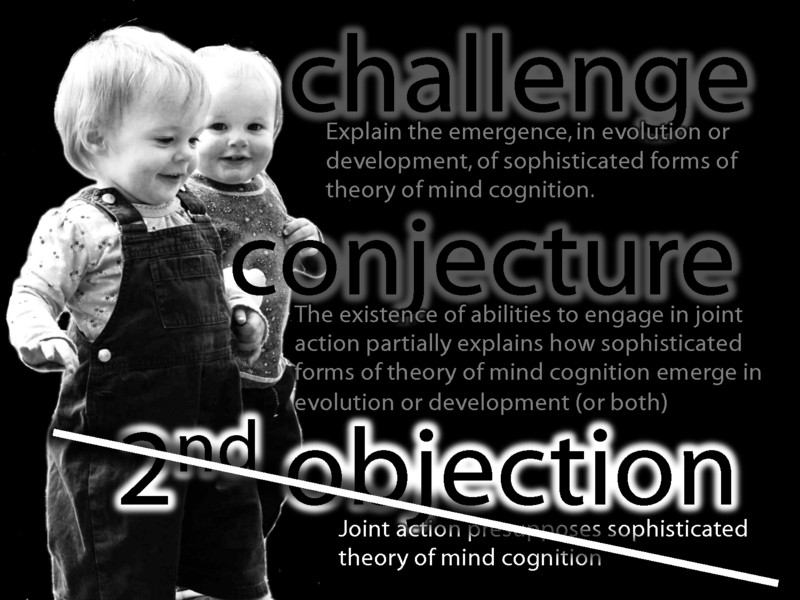 challenge
Explain the emergence, in evolution or
development, of sophisticated forms of
theory of mind cognition.
conjecture
The existence of abilities to engage in joint
action partially explains how sophisticated
forms of theory of mind cognition emerge in
evolution or development (or both)
2nd objection
Joint action presupposes sophisticated
theory of mind cognition